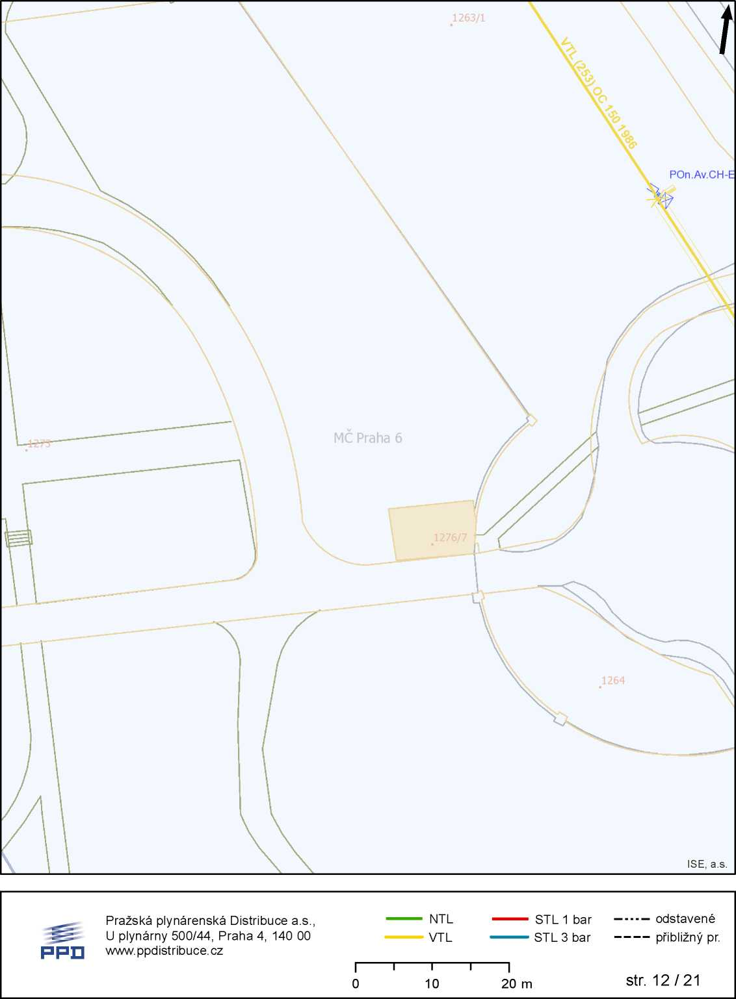 1263/1
VTL (253) OC 150 1986
POn.Av.CH-E
1273
MČ Praha 6
1276/7
1264
ISE, a.s.
PPD
Pražská plynárenská Distribuce a.s.,
U plynárny 500/44, Praha 4, 140 00
www.ppdistribuce.cz
NTL
VTL
STL 1 bar
STL 3 bar
odstavené
přibližný pr.
0 10 20 m
str. 12 / 21